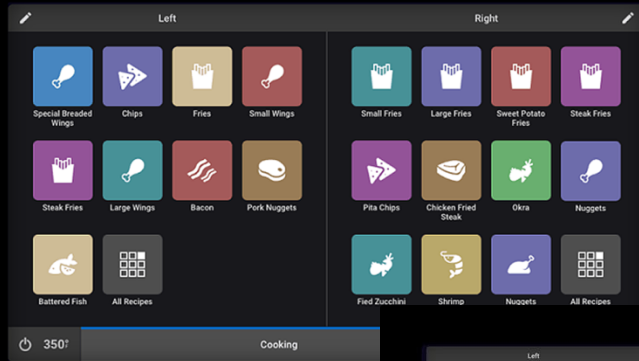 Left
Right
Special Breaded
Wings
Chips
Fries
Small Wings
Small Fries
Large Fries
Sweet Potato
Fries
Steak Fries
Steak Fries
Large Wings
Bacon
Pork Nuggets
Pita Chips
Chicken Fried
Steak
Okra
Nuggets
Battered Fish
All Recipes
Fied Zucchini
Shrimp
Nuggets
All Recipes
350°F
Cooking
Left